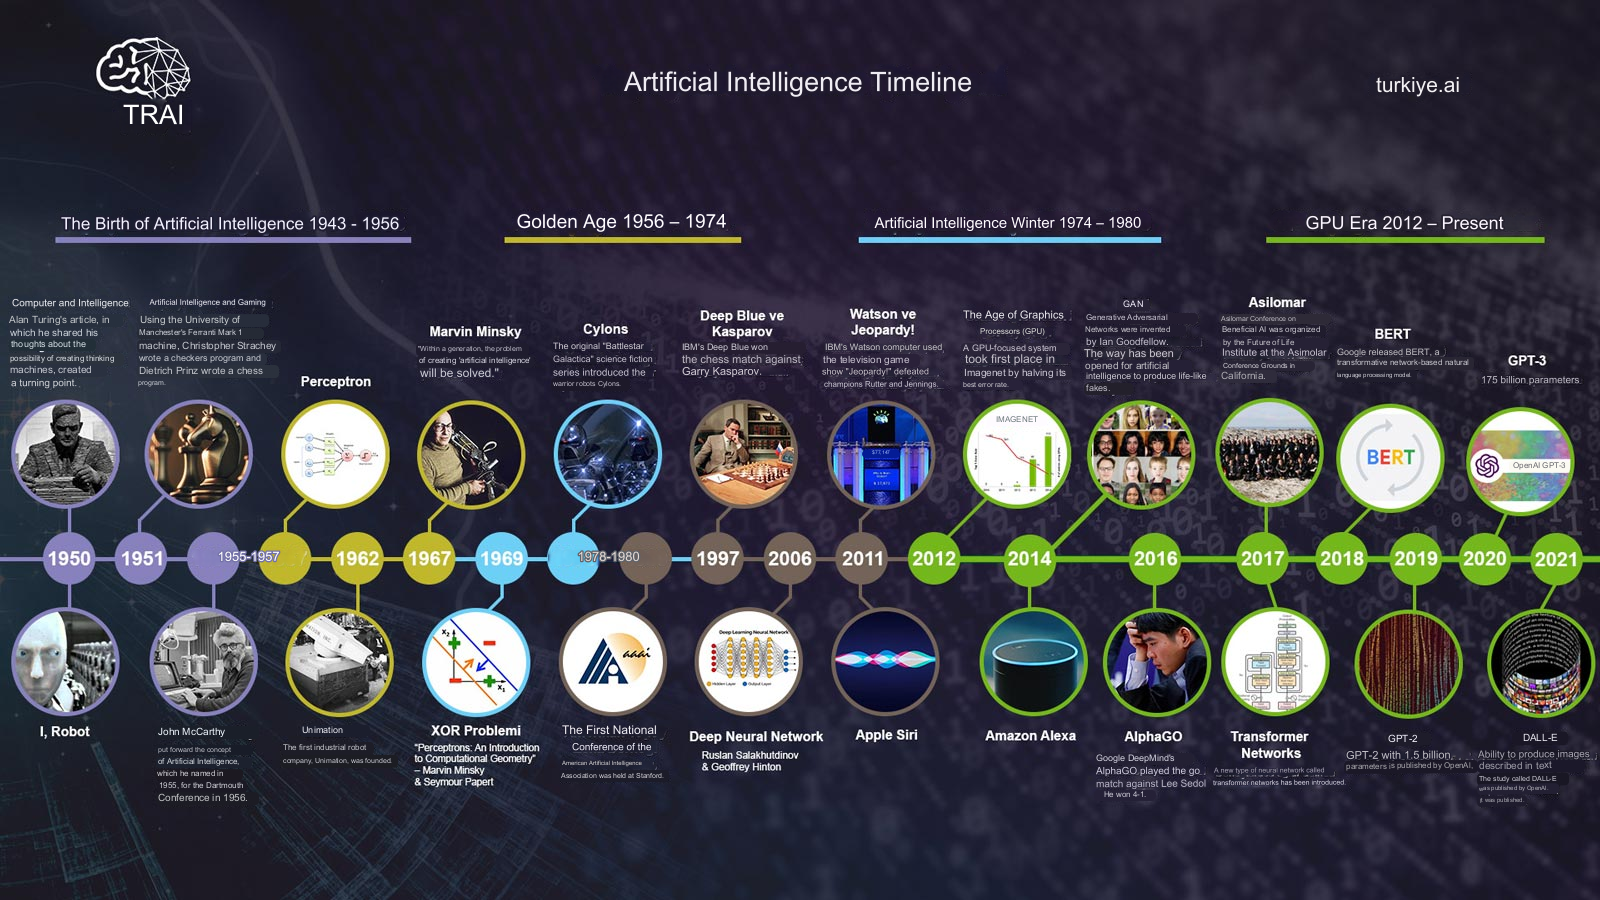 TRAI
Artificial Intelligence Timeline
turkiye.ai
The Birth of Artificial Intelligence 1943 - 1956
Golden Age 1956 – 1974
Artificial Intelligence Winter 1974 – 1980
GPU Era 2012 – Present
Computer and Intelligence
Alan Turing's article, in
which he shared his
thoughts about the
possibility of creating thinking
machines, created
a turning point.
Artificial Intelligence and Gaming
Using the University of
Manchester's Ferranti Mark 1
machine, Christopher Strachey
wrote a checkers program and
Dietrich Prinz wrote a chess
program.
Perceptron
Marvin Minsky
"Within a generation, the problem
of creating 'artificial intelligence'
will be solved."
Cylons
The original "Battlestar
Galactica" science fiction
series introduced the
warrior robots Cylons.
Deep Blue ve
Kasparov
IBM's Deep Blue won
the chess match against
Garry Kasparov.
Watson ve
Jeopardy!
IBM's Watson computer used
the television game
show "Jeopardy!" defeated
champions Rutter and Jennings.
The Age of Graphics
Processors (GPU)
A GPU-focused system
took first place in
Imagenet by halving its
best error rate.
GAN
Generative Adversarial
Networks were invented
by Ian Goodfellow.
The way has been
opened for artificial
intelligence to produce life-like
fakes.
Asilomar
Asilomar Conference on
Beneficial AI was organized
by the Future of Life
Institute at the Asimolar
Conference Grounds in
California.
BERT
Google released BERT, a
transformative network-based natural
language processing model.
GPT-3
175 billion parameters
$77,147
IMAGENET
BERT
OpenAI GPT-3
1950
1951
1955-1957
1962
1967
1969
1978-1980
1997
2006
2011
2012
2014
2016
2017
2018
2019
2020
2021
x₂
x₁
aaai
Deep Learning Neural Network
Hidden Layer
Output Layer
I, Robot
John McCarthy
put forward the concept
of Artificial Intelligence,
which he named in
1955, for the Dartmouth
Conference in 1956.
Unimation
The first industrial robot
company, Unimation, was founded.
XOR Problemi
"Perceptrons: An Introduction
to Computational Geometry"
– Marvin Minsky
& Seymour Papert
The First National
Conference of the
American Artificial Intelligence
Association was held at Stanford.
Deep Neural Network
Ruslan Salakhutdinov
& Geoffrey Hinton
Apple Siri
Amazon Alexa
AlphaGO
Google DeepMind's
AlphaGO played the go
match against Lee Sedol
He won 4-1.
Transformer
Networks
A new type of neural network called
transformer networks has been introduced
GPT-2
GPT-2 with 1.5 billion
parameters is published by OpenAI.
DALL-E
Ability to produce images
described in text
The study called DALL-E
was published by OpenAI.
it was published.